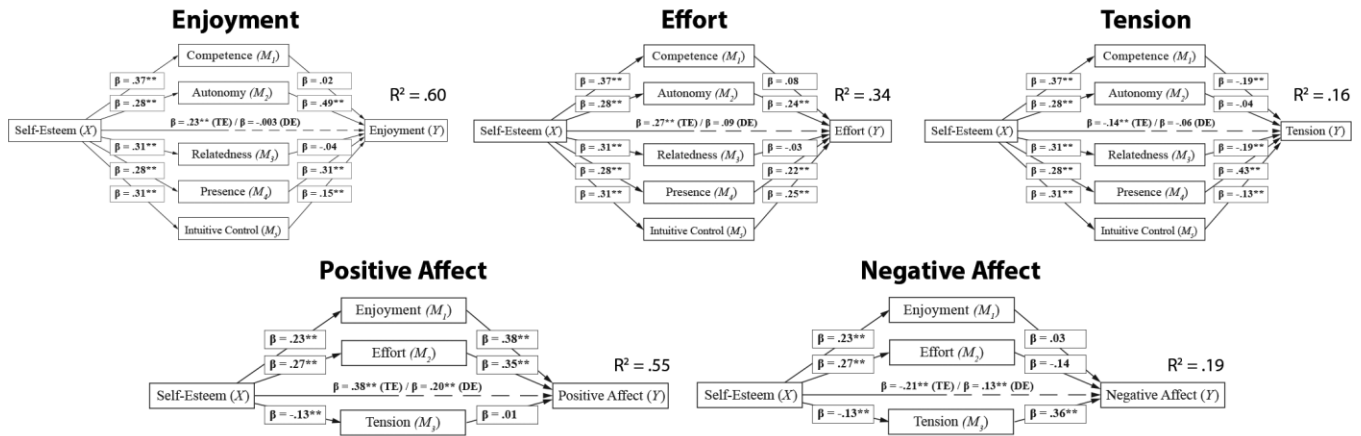 Enjoyment
Competence (M₁)
β = .37**
β = .02
Autonomy (M₂)
β = .28**
β = .49**
R² = .60
β = .23** (TE) / β = -.003 (DE)
Self-Esteem (X)
Enjoyment (Y)
β = .31**
Relatedness (M₃)
β = -.04
β = .28**
β = .31**
Presence (M₄)
β = .31**
β = .15**
Intuitive Control (M₅)
Effort
Competence (M₁)
β = .37**
β = .08
Autonomy (M₂)
β = .28**
β = .24**
R² = .34
β = .27** (TE) / β = .09 (DE)
Self-Esteem (X)
Effort (Y)
β = .31**
Relatedness (M₃)
β = -.03
β = .28**
β = .22**
Presence (M₄)
β = .31**
β = .25**
Intuitive Control (M₅)
Tension
Competence (M₁)
β = .37**
β = -.19**
Autonomy (M₂)
β = .28**
β = -.04
R² = .16
β = -.14** (TE) / β = -.06 (DE)
Self-Esteem (X)
Tension (Y)
β = .31**
Relatedness (M₃)
β = -.19**
β = .28**
β = .43**
Presence (M₄)
β = .31**
β = -.13**
Intuitive Control (M₅)
Positive Affect
Enjoyment (M₁)
β = .23**
β = .38**
Effort (M₂)
β = .27**
β = .35**
R² = .55
β = .38** (TE) / β = .20** (DE)
Self-Esteem (X)
Positive Affect (Y)
β = -.13**
Tension (M₃)
β = .01
Negative Affect
Enjoyment (M₁)
β = .23**
β = .03
Effort (M₂)
β = .27**
β = -.14
R² = .19
β = -.21** (TE) / β = .13** (DE)
Self-Esteem (X)
Negative Affect (Y)
β = -.13**
Tension (M₃)
β = .36**